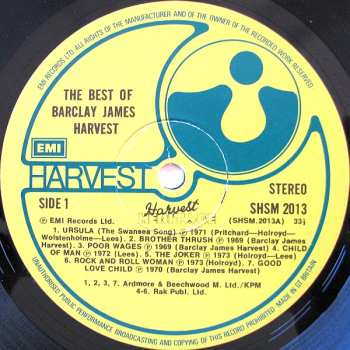 EMI RECORDS LTD. ALL RIGHTS OF THE MANUFACTURER AND OF THE OWNER OF THE RECORDED WORK RESERVED
THE BEST OF
BARCLAY JAMES
HARVEST
EMI
HARVEST
SIDE 1
Harvest
HERITAGE
STEREO
SHSM 2013
℗ EMI Records Ltd.
(SHSM. 2013A) 33⅓
1. URSULA (The Swansea Song) ℗ 1971 (Pritchard—Holroyd—
Wolstenholme—Lees) 2. BROTHER THRUSH ℗ 1969 (Barclay James
Harvest) 3. POOR WAGES ℗ 1969 (Barclay James Harvest) 4. CHILD
OF MAN ℗ 1972 (Lees) 5. THE JOKER ℗ 1973 (Holroyd—Lees)
6. ROCK AND ROLL WOMAN ℗ 1973 (Holroyd) 7. GOOD
LOVE CHILD ℗ 1970 (Barclay James Harvest)
1, 2, 3, 7. Ardmore & Beechwood M. Ltd./KPM
4-6. Rak Publ. Ltd.
UNAUTHORISED PUBLIC PERFORMANCE BROADCASTING AND COPYING OF THIS RECORD PROHIBITED MADE IN GT BRITAIN